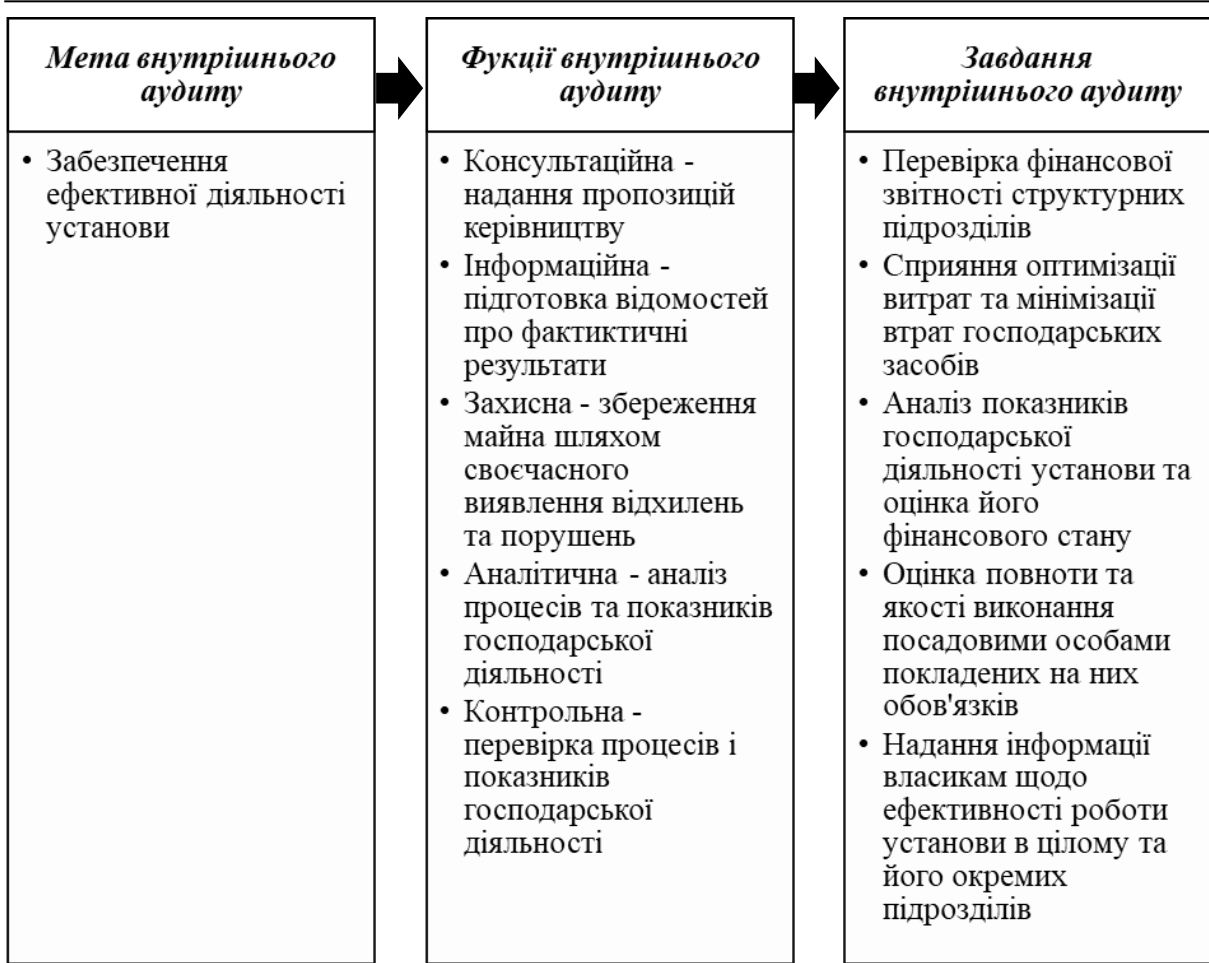 Мета внутрішнього
аудиту
• Забезпечення
ефективної діяльності
установи
Фукції внутрішнього
аудиту
• Консультаційна -
надання пропозицій
керівництву
• Інформаційна -
підготовка відомостей
про фактиктичні
результати
• Захисна - збереження
майна шляхом
своєчасного
виявлення відхилень
та порушень
• Аналітична - аналіз
процесів та показників
господарської
діяльності
• Контрольна -
перевірка процесів і
показників
господарської
діяльності
Завдання
внутрішнього аудиту
• Перевірка фінансової
звітності структурних
підрозділів
• Сприяння оптимізації
витрат та мінімізації
втрат господарських
засобів
• Аналіз показників
господарської
діяльності установи та
оцінка його
фінансового стану
• Оцінка повноти та
якості виконання
посадовими особами
покладених на них
обов'язків
• Надання інформації
власикам щодо
ефективності роботи
установи в цілому та
його окремих
підрозділів